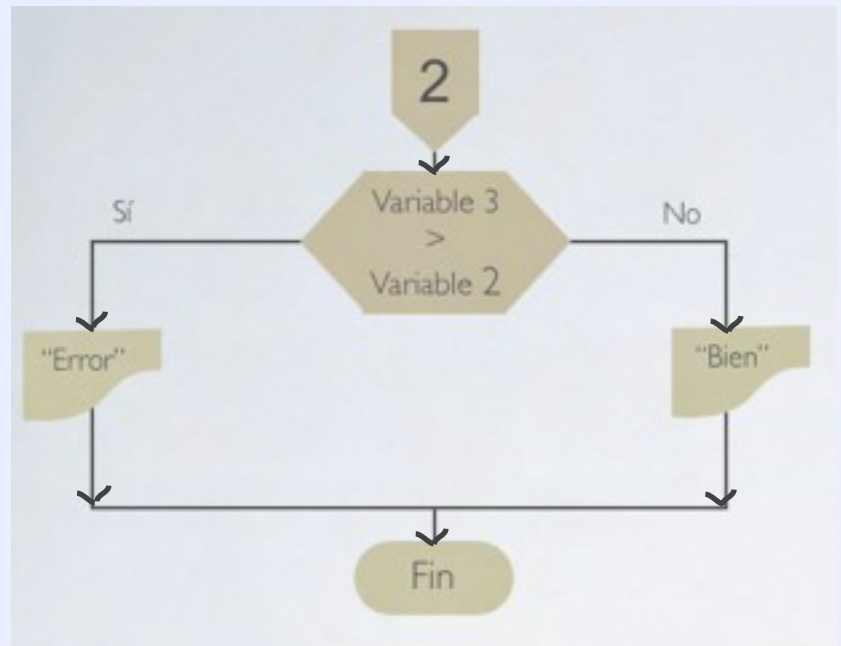 2
Variable 3
>
Variable 2
Sí
No
“Error”
“Bien”
Fin